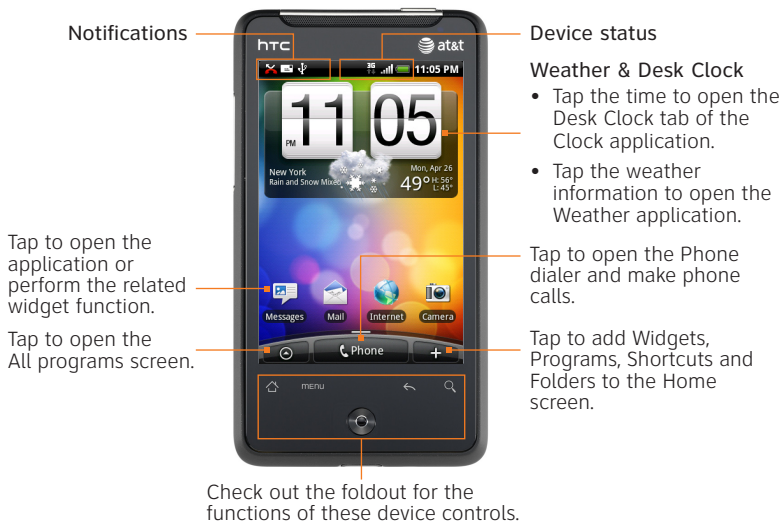 Notifications
Device status
Weather & Desk Clock
• Tap the time to open the
Desk Clock tab of the
Clock application.
• Tap the weather
information to open the
Weather application.
hTC
at&t
3G
11:05 PM
11 05
PM
New York
Rain and Snow Mixed
Mon, Apr 26
49° H: 56°
L: 45°
Tap to open the
application or
perform the related
widget function.
Tap to open the Phone
dialer and make phone
calls.
Messages
Mail
Internet
Camera
Tap to open the
All programs screen.
Phone
Tap to add Widgets,
Programs, Shortcuts and
Folders to the Home
screen.
MENU
Check out the foldout for the
functions of these device controls.